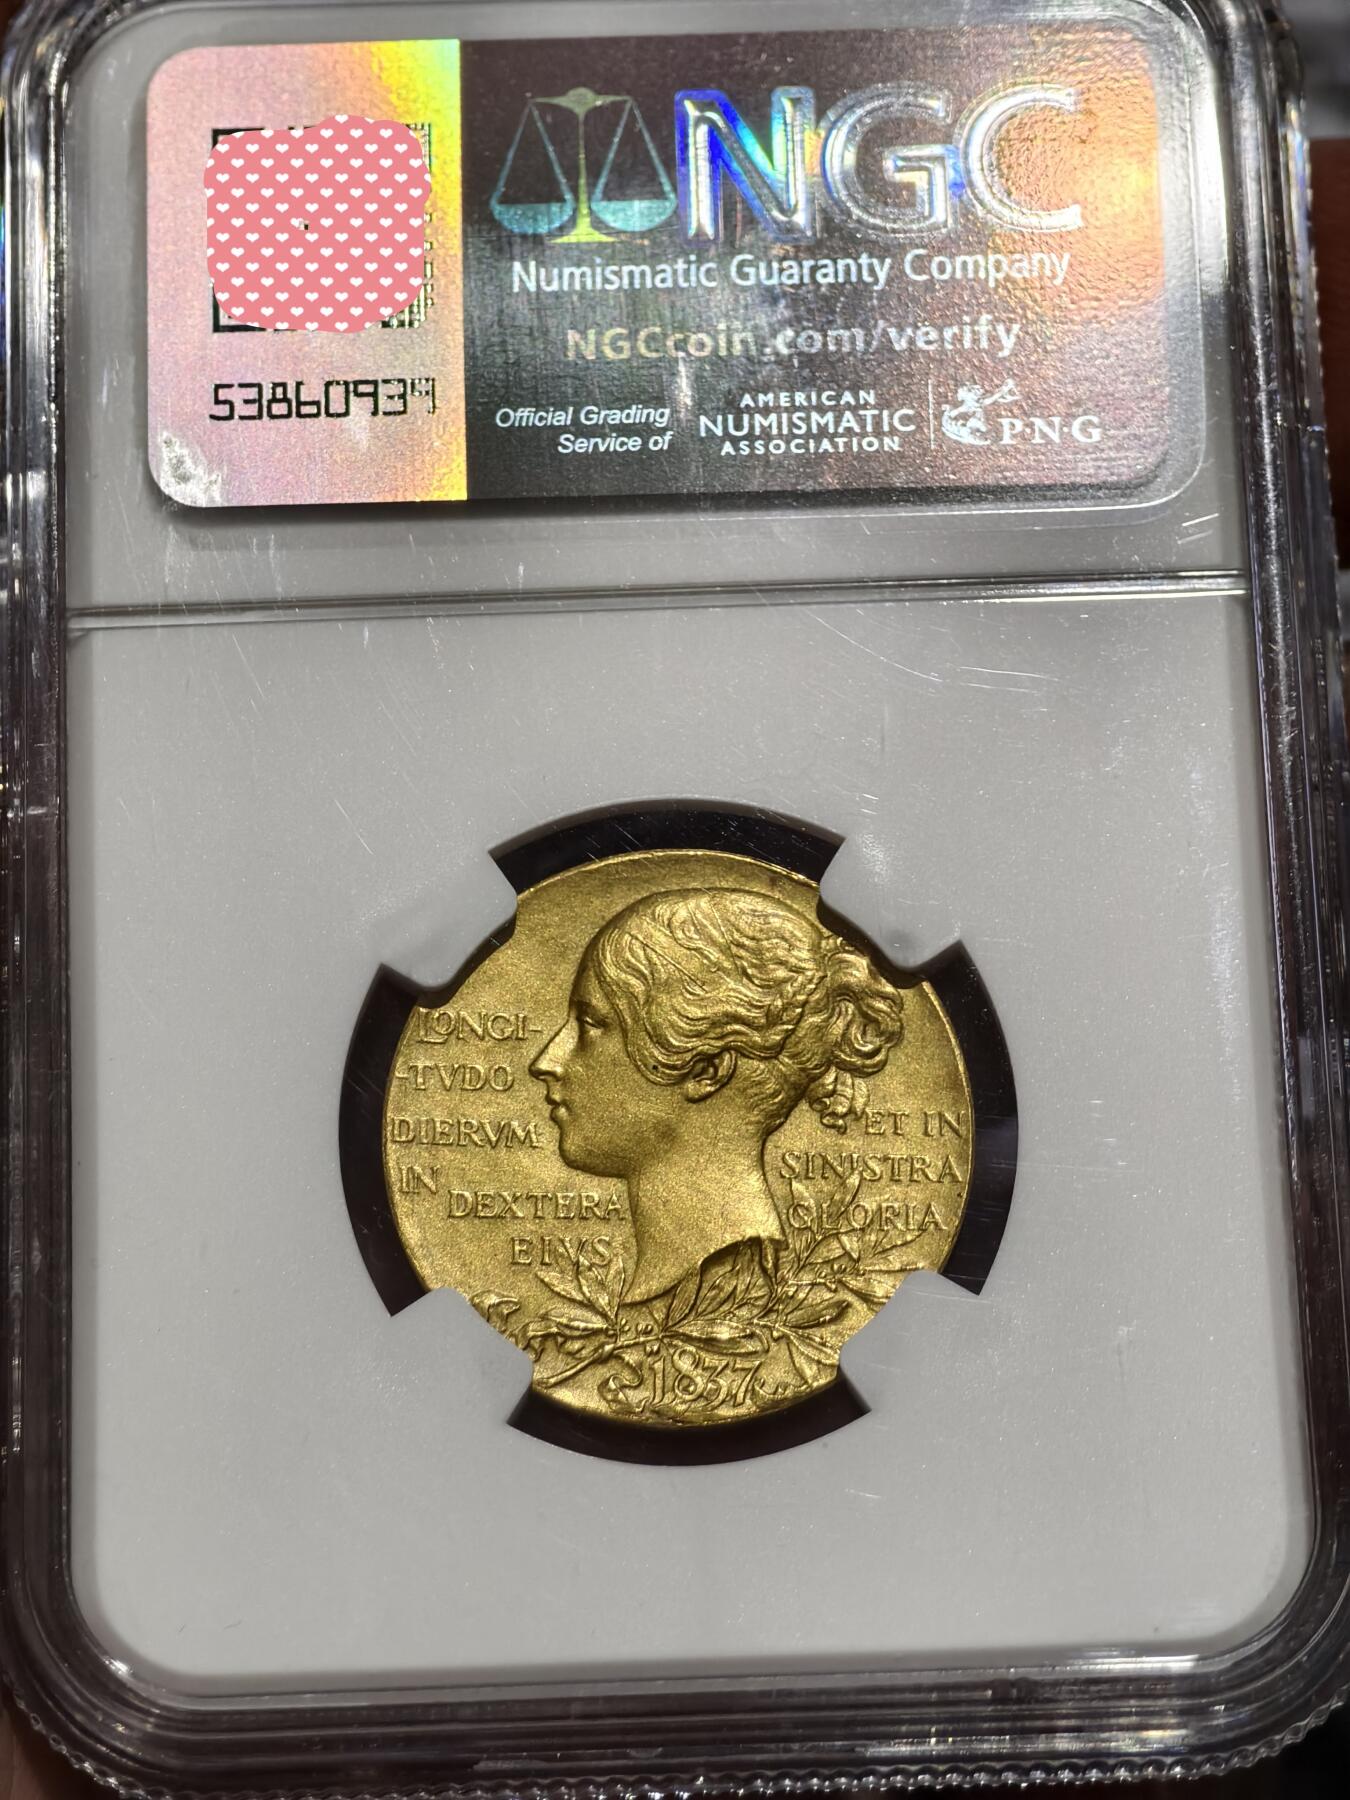 NGC
Numismatic Guaranty Company
NGCcoin.com/verify
Official Grading
Service of
AMERICAN
NUMISMATIC
ASSOCIATION
PNG
LONGI-
-TVDO
DIERVM
IN
DEXTERA
EIVS
ET IN
SINISTRA
GLORIA
1837